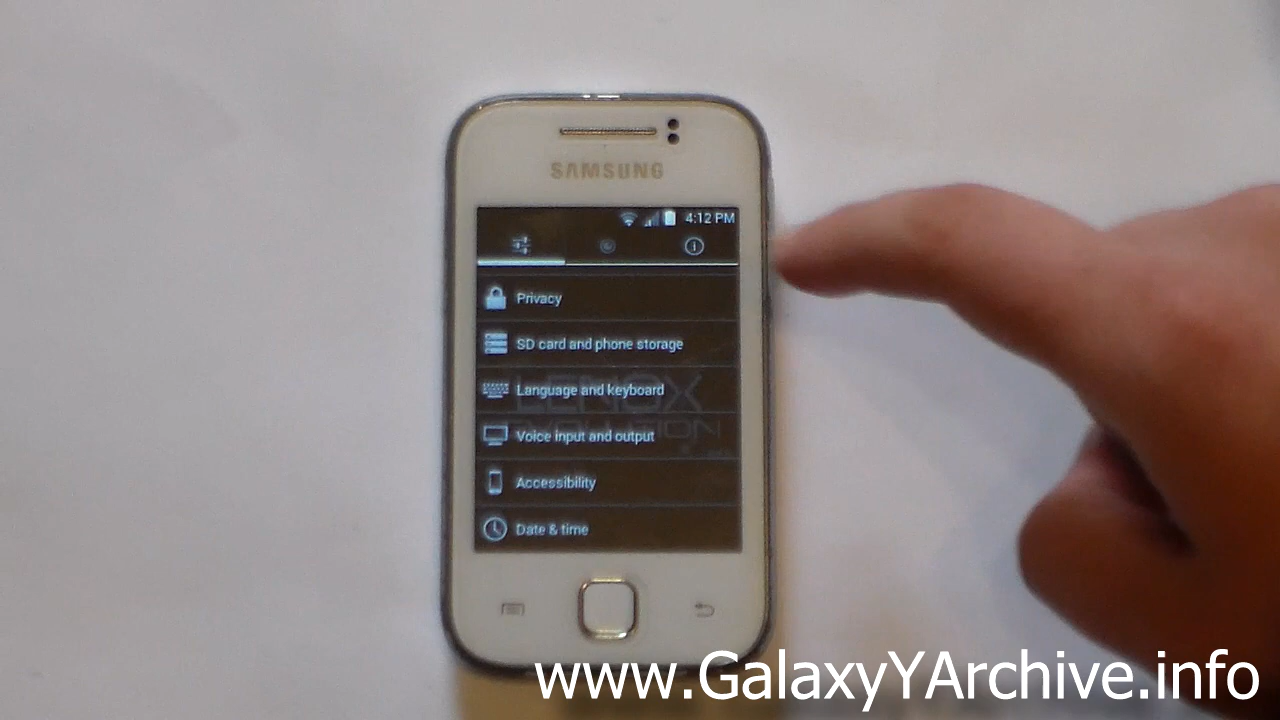 SAMSUNG
4:12 PM
Privacy
SD card and phone storage
Language and keyboard
LENOX
Voice input and output
Accessibility
Date & time
www.GalaxyYArchive.info